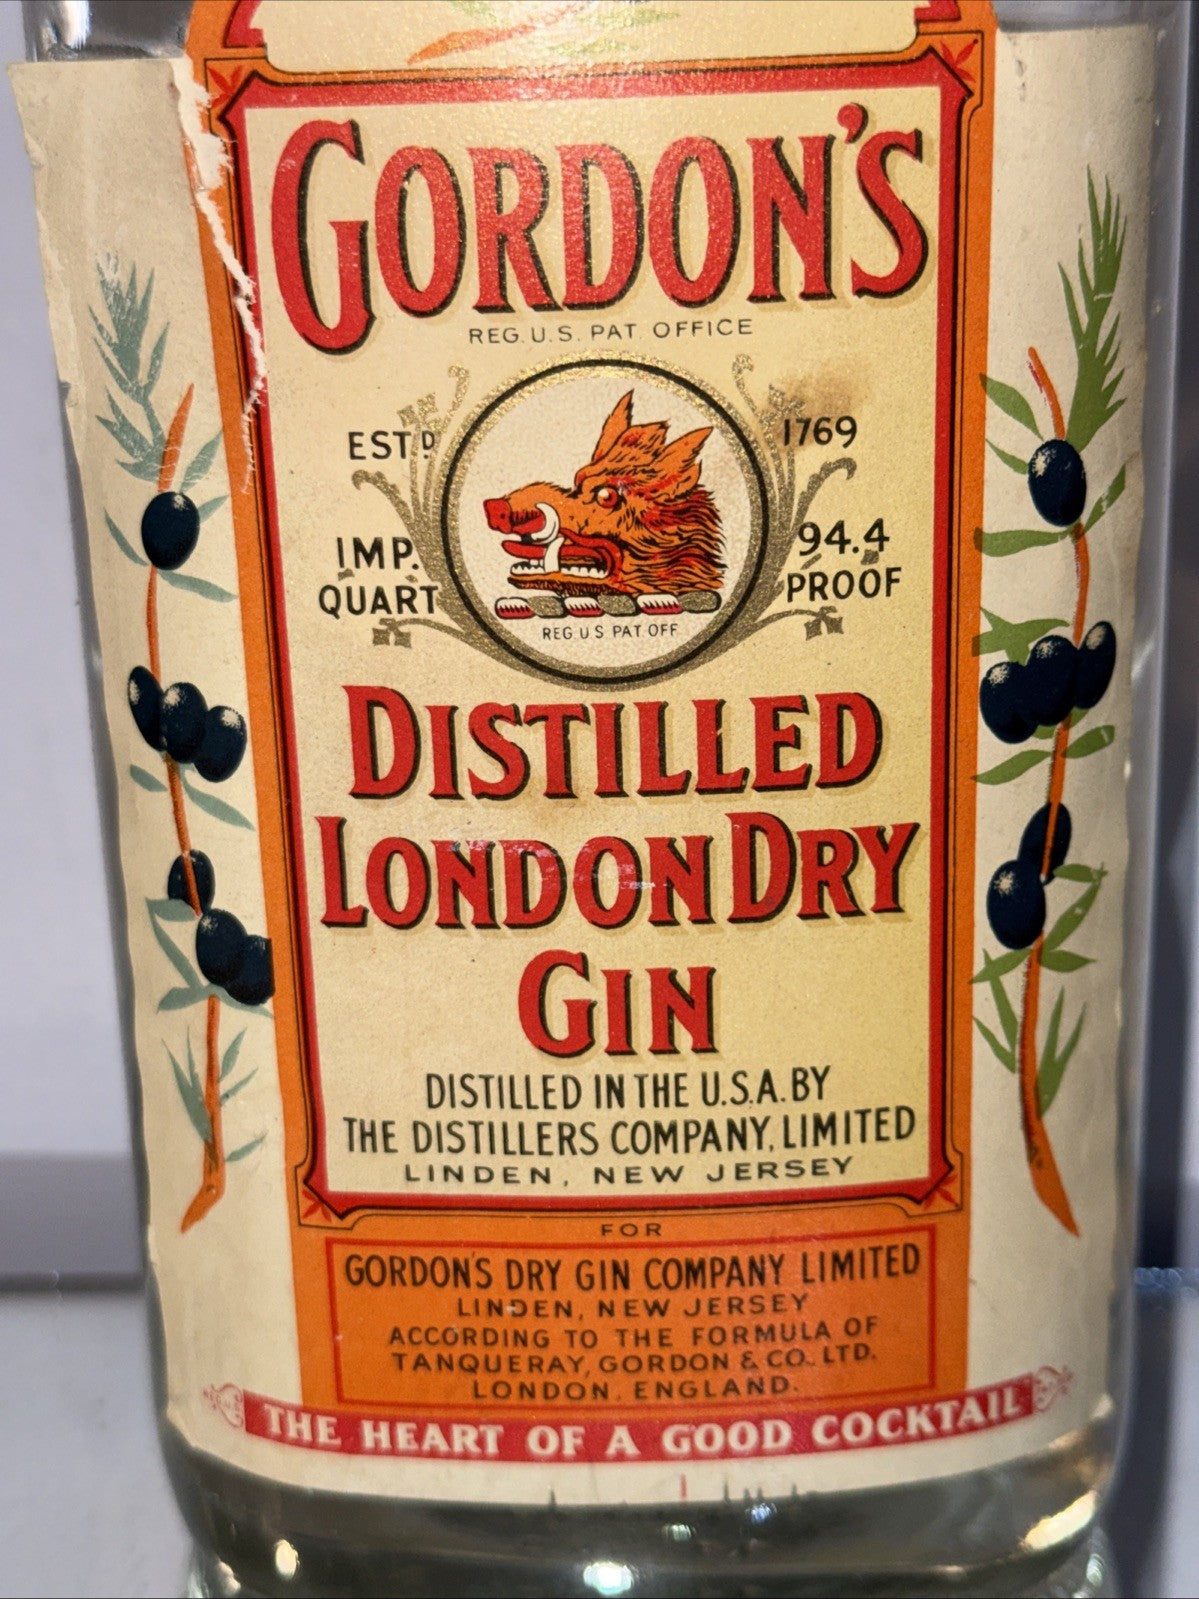 GORDON'S
REG. U.S. PAT. OFFICE
ESTD 1769
IMP. QUART
94.4 PROOF
REG U S PAT OFF
DISTILLED
LONDON DRY
GIN
DISTILLED IN THE U.S.A. BY
THE DISTILLERS COMPANY, LIMITED
LINDEN, NEW JERSEY
FOR
GORDON'S DRY GIN COMPANY LIMITED
LINDEN, NEW JERSEY
ACCORDING TO THE FORMULA OF
TANQUERAY, GORDON & CO. LTD.
LONDON, ENGLAND.
THE HEART OF A GOOD COCKTAIL